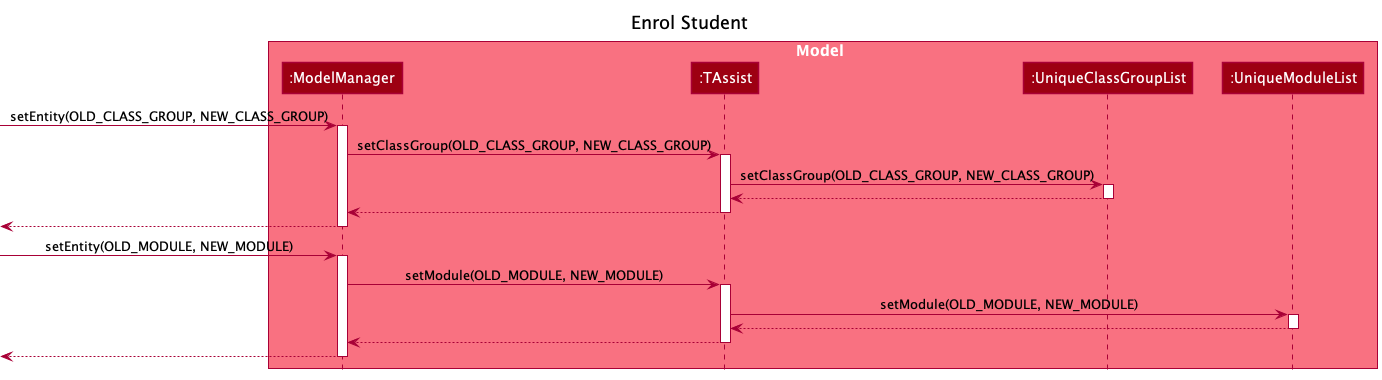 Enrol Student
Model
:ModelManager
:TAssist
:UniqueClassGroupList
:UniqueModuleList
setEntity(OLD_CLASS_GROUP, NEW_CLASS_GROUP)
setClassGroup(OLD_CLASS_GROUP, NEW_CLASS_GROUP)
setClassGroup(OLD_CLASS_GROUP, NEW_CLASS_GROUP)
setEntity(OLD_MODULE, NEW_MODULE)
setModule(OLD_MODULE, NEW_MODULE)
setModule(OLD_MODULE, NEW_MODULE)